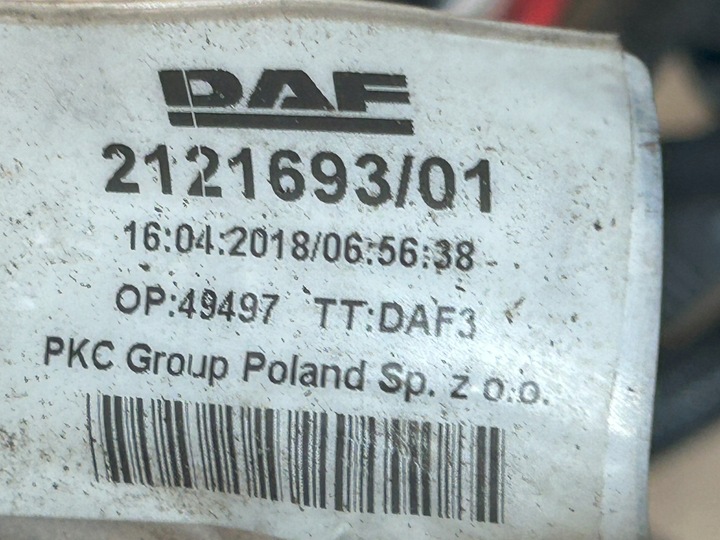 DAF
2121693/01
16:04:2018/06:56:38
OP:49497 TT:DAF3
PKC Group Poland Sp. z o.o.